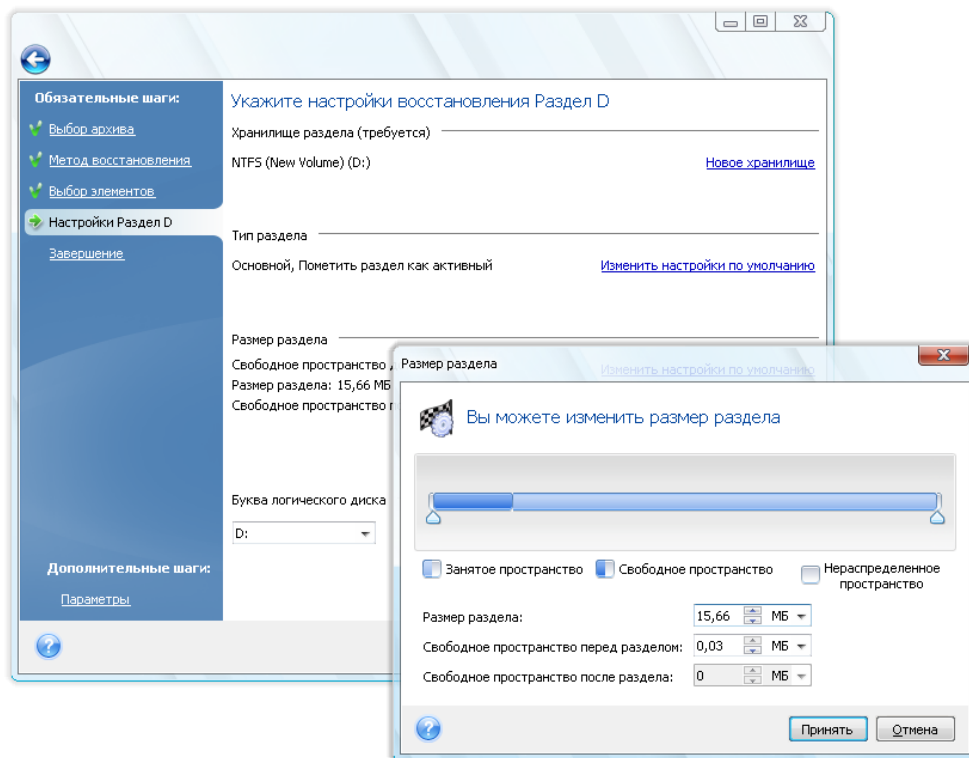 Обязательные шаги:
Выбор архива
Метод восстановления
Выбор элементов
Настройки Раздел D
Завершение
Дополнительные шаги:
Параметры
Укажите настройки восстановления Раздел D
Хранилище раздела (требуется)
NTFS (New Volume) (D:)
Новое хранилище
Тип раздела
Основной, Пометить раздел как активный
Изменить настройки по умолчанию
Размер раздела
Свободное пространство
Изменить настройки по умолчанию
Размер раздела: 15,66 МБ
Свободное пространство
Буква логического диска
D:
Размер раздела
Вы можете изменить размер раздела
Занятое пространство
Свободное пространство
Нераспределенное
пространство
Размер раздела: 15,66 МБ
Свободное пространство перед разделом: 0,03 МБ
Свободное пространство после раздела: 0 МБ
Принять
Отмена